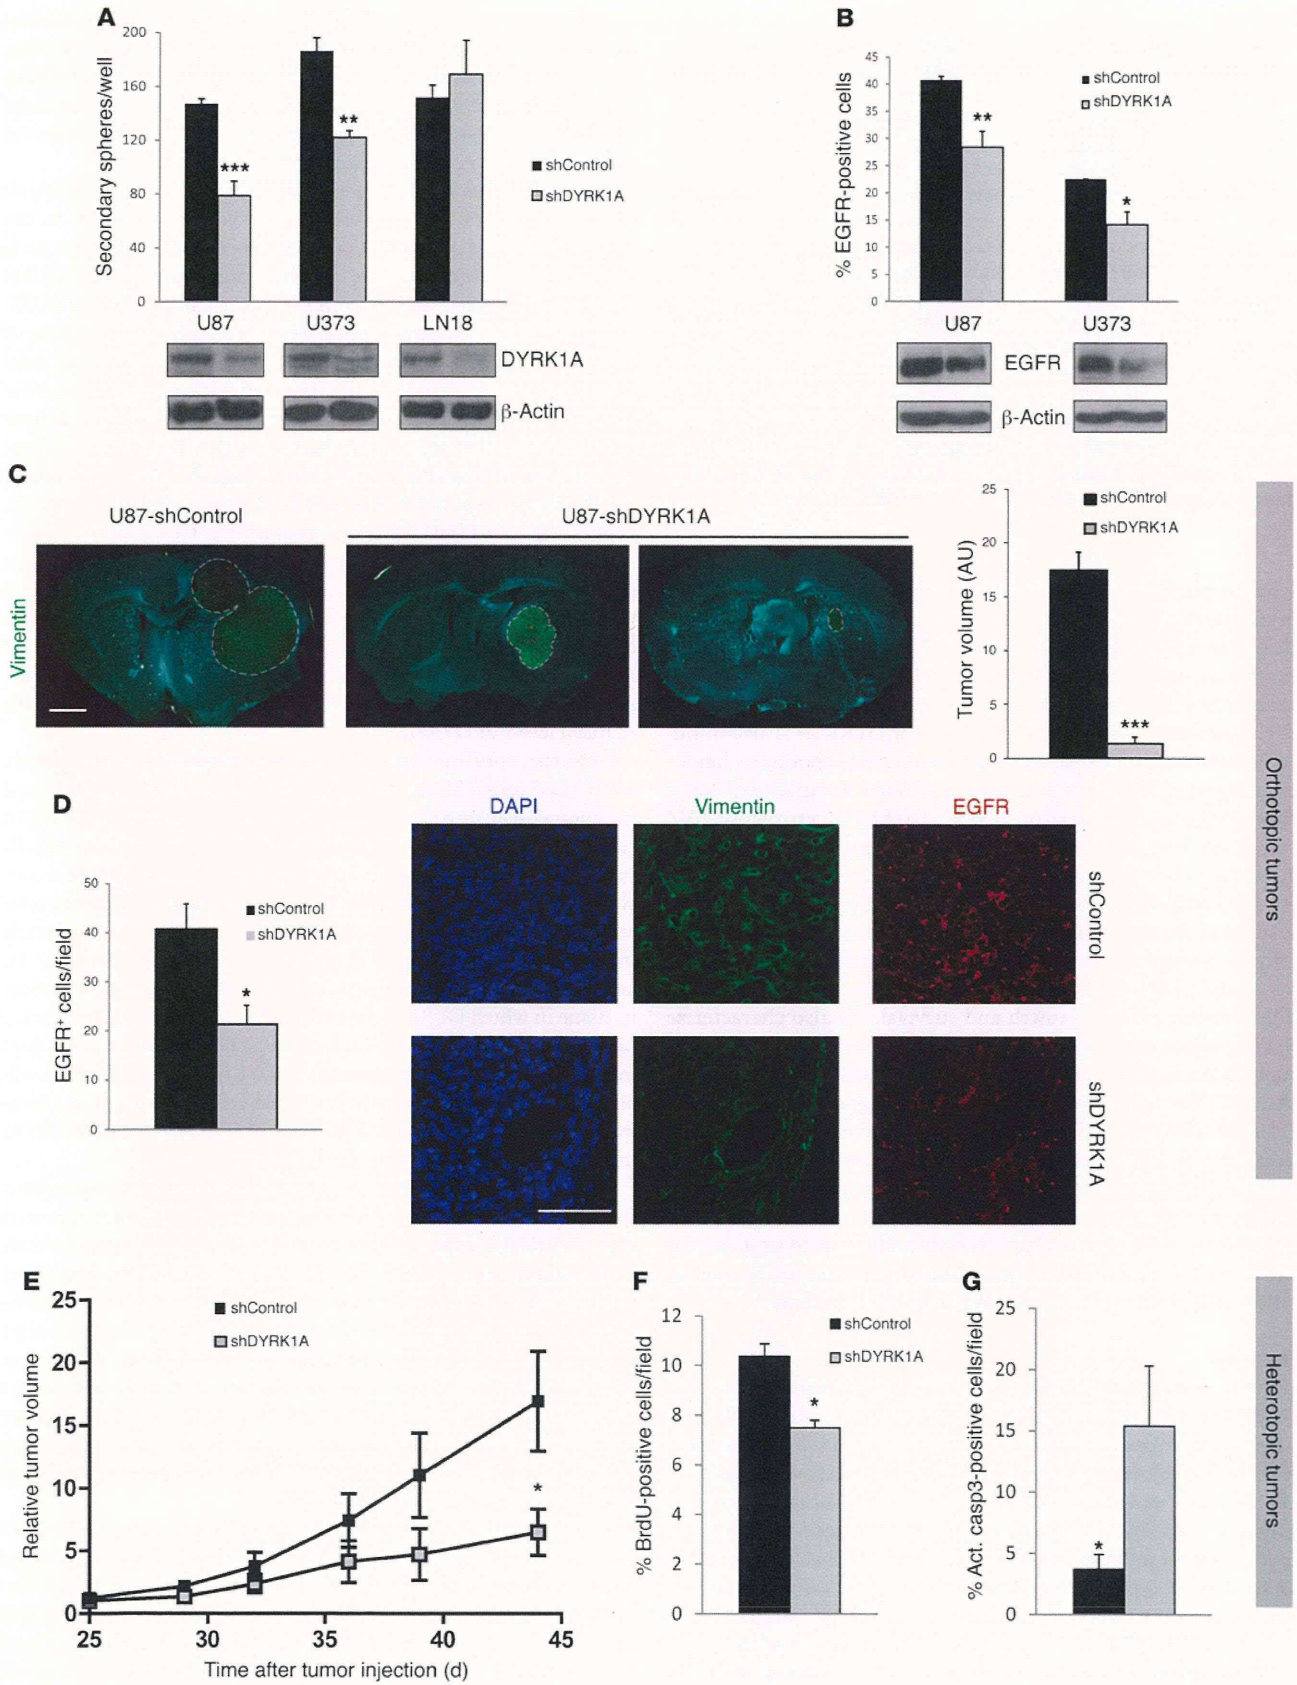 A
Secondary spheres/well
200
160
120
80
40
0
***
**
shControl
shDYRK1A
U87
U373
LN18
DYRK1A
β-Actin
B
% EGFR-positive cells
45
40
35
30
25
20
15
10
5
0
**
*
shControl
shDYRK1A
U87
U373
EGFR
β-Actin
C
U87-shControl
U87-shDYRK1A
Vimentin
Tumor volume (AU)
25
20
15
10
5
0
shControl
shDYRK1A
***
Orthotopic tumors
D
EGFR+ cells/field
50
40
30
20
10
0
shControl
shDYRK1A
*
DAPI
Vimentin
EGFR
shControl
shDYRK1A
E
Relative tumor volume
25
20
15
10
5
0
shControl
shDYRK1A
*
25
30
35
40
45
Time after tumor injection (d)
F
% BrdU-positive cells/field
12
10
8
6
4
2
0
shControl
shDYRK1A
*
G
% Act. casp3-positive cells/field
25
20
15
10
5
0
*
Heterotopic tumors